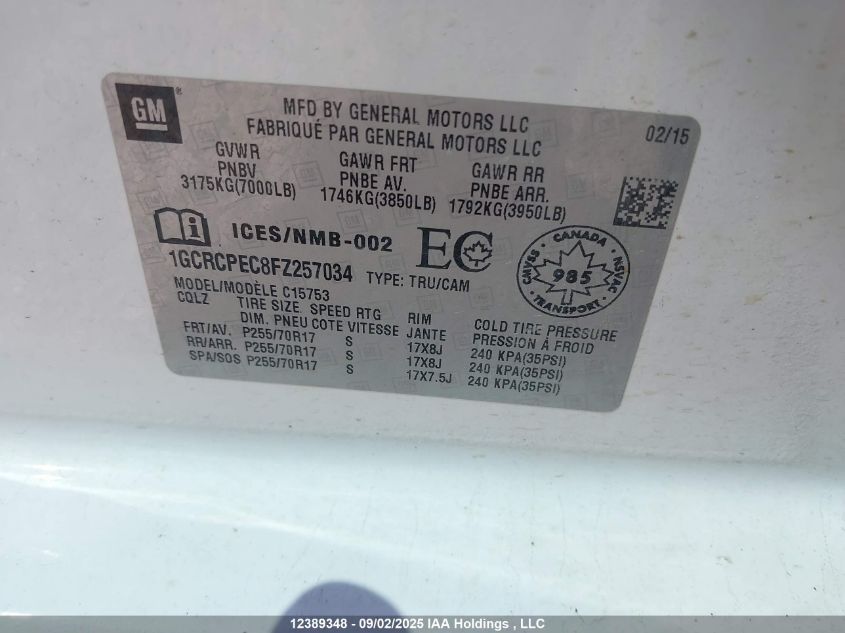 GM
MFD BY GENERAL MOTORS LLC
FABRIQUÉ PAR GENERAL MOTORS LLC
02/15
GVWR
PNBV
3175KG(7000LB)
GAWR FRT
PNBE AV.
1746KG(3850LB)
GAWR RR
PNBE ARR.
1792KG(3950LB)
ICES/NMB-002
EC
CANADA
CMVSS
985
NSVAC
TRANSPORT
1GCRCPEC8FZ257034 TYPE: TRU/CAM
MODEL/MODÈLE C15753
CQLZ TIRE SIZE SPEED RTG RIM COLD TIRE PRESSURE
DIM. PNEU COTE VITESSE JANTE PRESSION À FROID
FRT/AV. P255/70R17 S 17X8J 240 KPA(35PSI)
RR/ARR. P255/70R17 S 17X8J 240 KPA(35PSI)
SPA/SOS P255/70R17 S 17X7.5J 240 KPA(35PSI)
12389348 - 09/02/2025 IAA Holdings , LLC